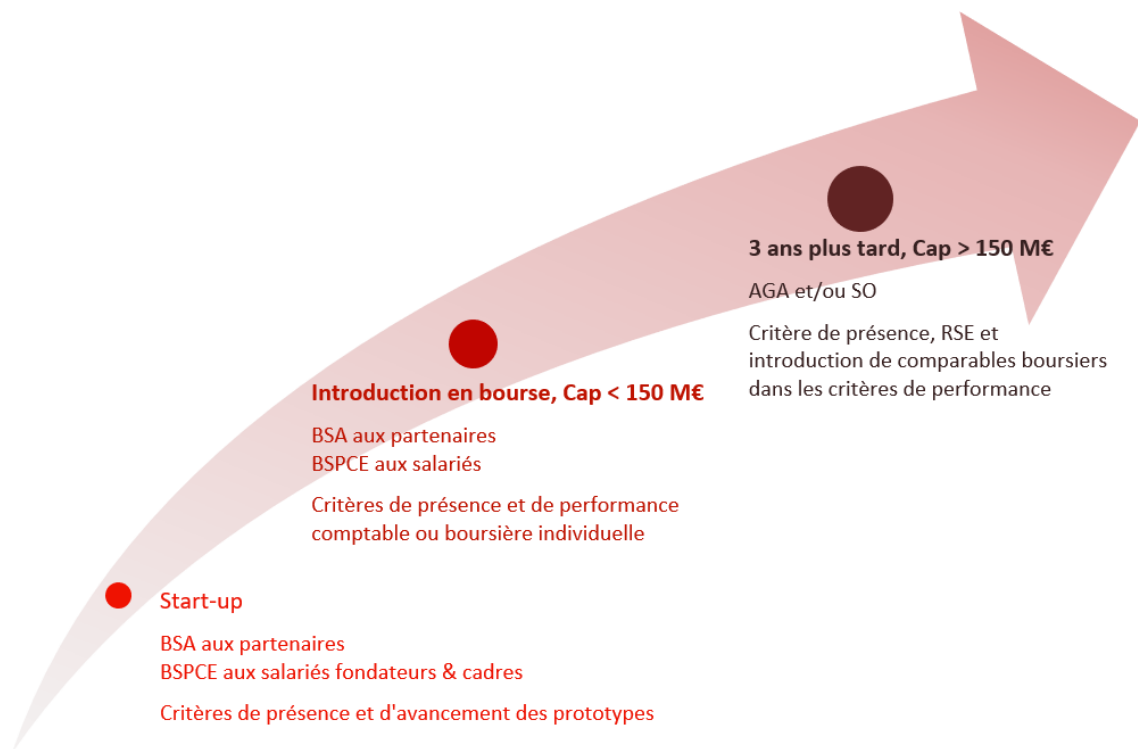 3 ans plus tard, Cap > 150 M€
AGA et/ou SO
Critère de présence, RSE et
introduction de comparables boursiers
dans les critères de performance
Introduction en bourse, Cap < 150 M€
BSA aux partenaires
BSPCE aux salariés
Critères de présence et de performance
comptable ou boursière individuelle
Start-up
BSA aux partenaires
BSPCE aux salariés fondateurs & cadres
Critères de présence et d'avancement des prototypes